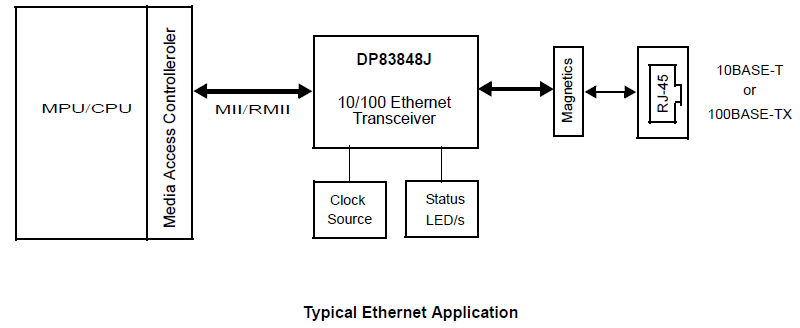 MPU/CPU
Media Access Controlleroler
MII/RMII
DP83848J
10/100 Ethernet
Transceiver
Clock
Source
Status
LED/s
Magnetics
RJ-45
10BASE-T
or
100BASE-TX
Typical Ethernet Application